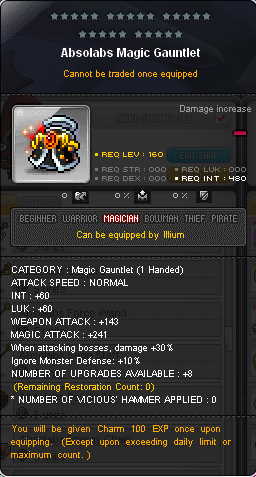 Absolabs Magic Gauntlet
Cannot be traded once equipped
Damage increase
• REQ LEV : 160
• REQ STR : 000 • REQ LUK : 000
• REQ DEX : 000 • REQ INT : 480
0 0 0
BEGINNER WARRIOR MAGICIAN BOWMAN THIEF PIRATE
Can be equipped by Illium
CATEGORY : Magic Gauntlet (1 Handed)
ATTACK SPEED : NORMAL
INT : +60
LUK : +60
WEAPON ATTACK : +143
MAGIC ATTACK : +241
When attacking bosses, damage +30%
Ignore Monster Defense: +10%
NUMBER OF UPGRADES AVAILABLE : +8
(Remaining Restoration Count: 0)
* NUMBER OF VICIOUS' HAMMER APPLIED : 0
You will be given Charm 100 EXP once upon
equipping. (Except upon exceeding daily limit or
maximum count. )